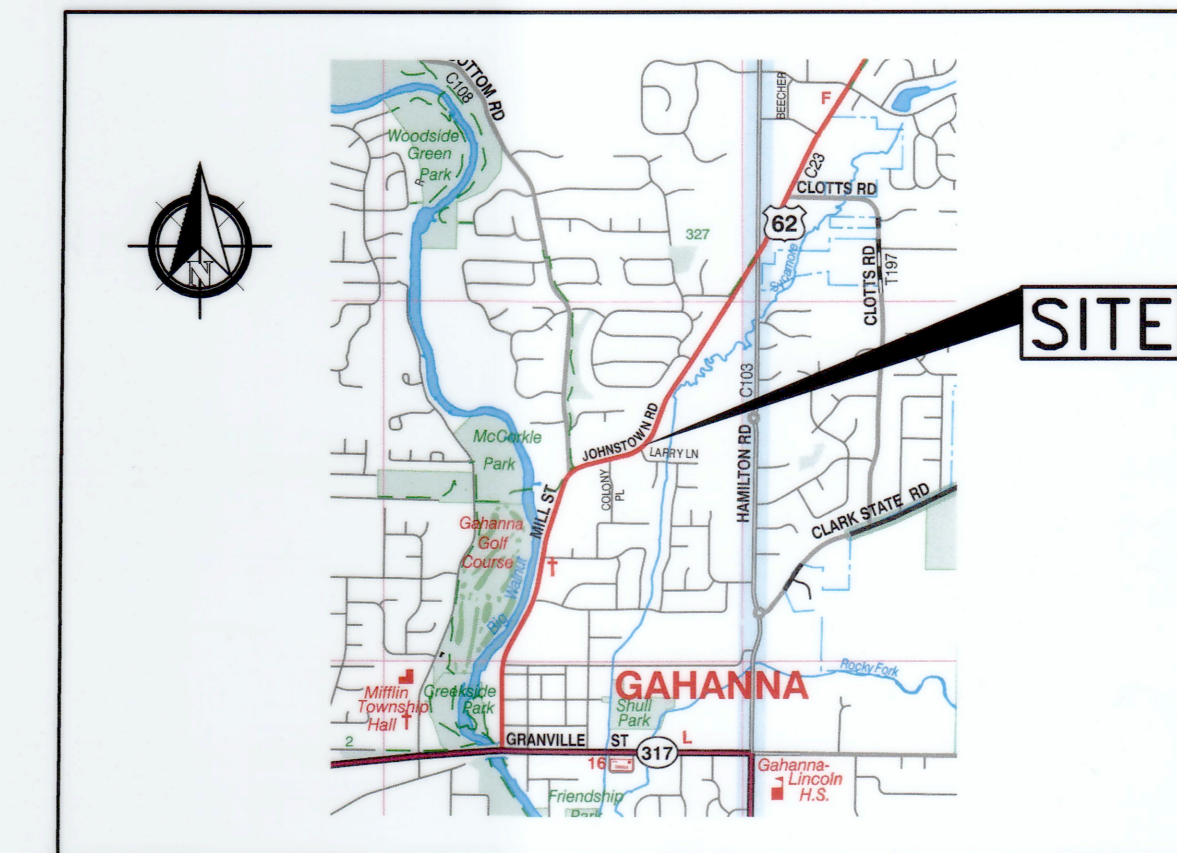 OTTOM RD
C108
Woodside
Green
Park
R
BEECHER
F
C23
CLOTTS RD
62
327
Sycamore
CLOTTS RD
T197
N
SITE
C103
HAMILTON RD
McCorkle
Park
JOHNSTOWN RD
LARRY LN
COLONY
PL
MILL ST
CLARK STATE RD
Gahanna
Golf
Course
Big Walnut
GAHANNA
Rocky Fork
Mifflin
Township
Hall
Creekside
Park
Shull
Park
2
GRANVILLE ST
L
317
16
Gahanna-
Lincoln
H.S.
Friendship
Park